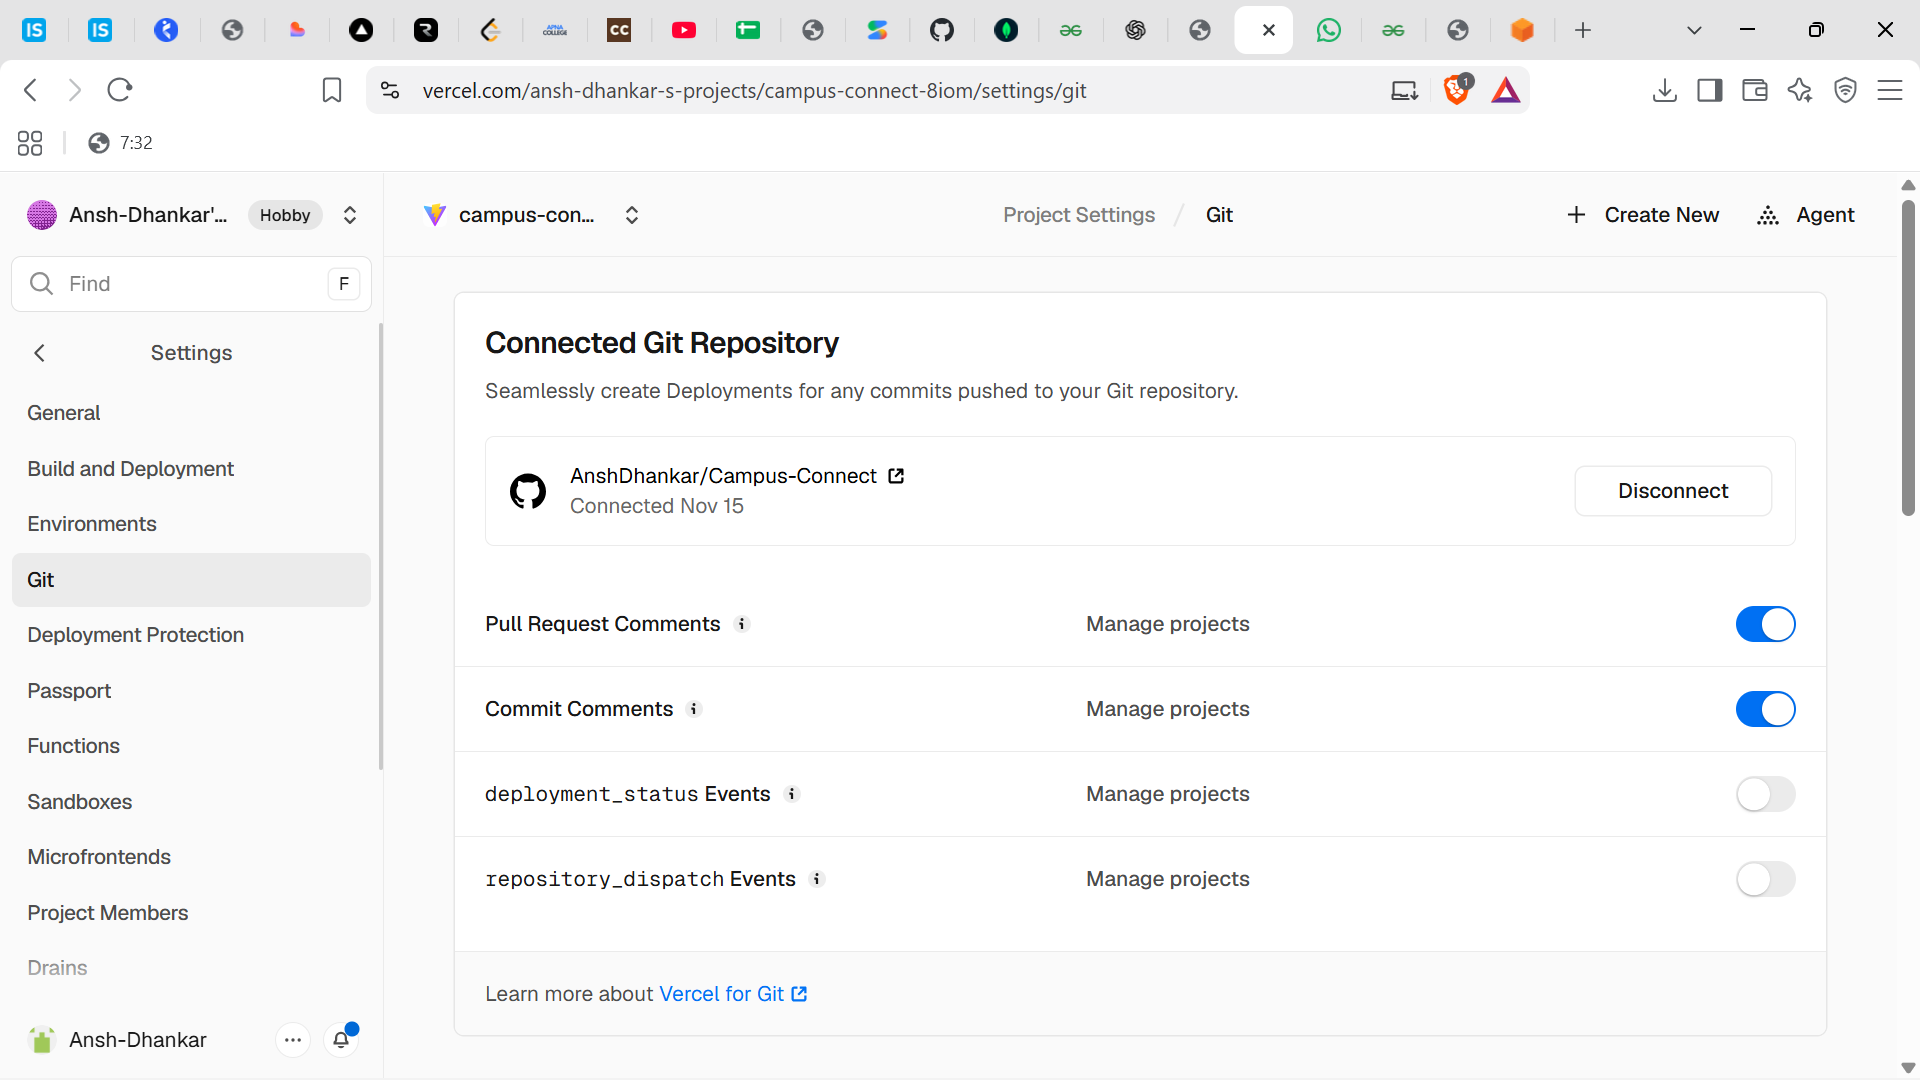 vercel.com/ansh-dhankar-s-projects/campus-connect-8iom/settings/git
1
7:32
Ansh-Dhankar'... Hobby
campus-con...
Project Settings / Git
Create New
Agent
Find F
Settings
General
Build and Deployment
Environments
Git
Deployment Protection
Passport
Functions
Sandboxes
Microfrontends
Project Members
Drains
Ansh-Dhankar
Connected Git Repository
Seamlessly create Deployments for any commits pushed to your Git repository.
AnshDhankar/Campus-Connect
Connected Nov 15
Disconnect
Pull Request Comments Manage projects
Commit Comments Manage projects
deployment_status Events Manage projects
repository_dispatch Events Manage projects
Learn more about Vercel for Git